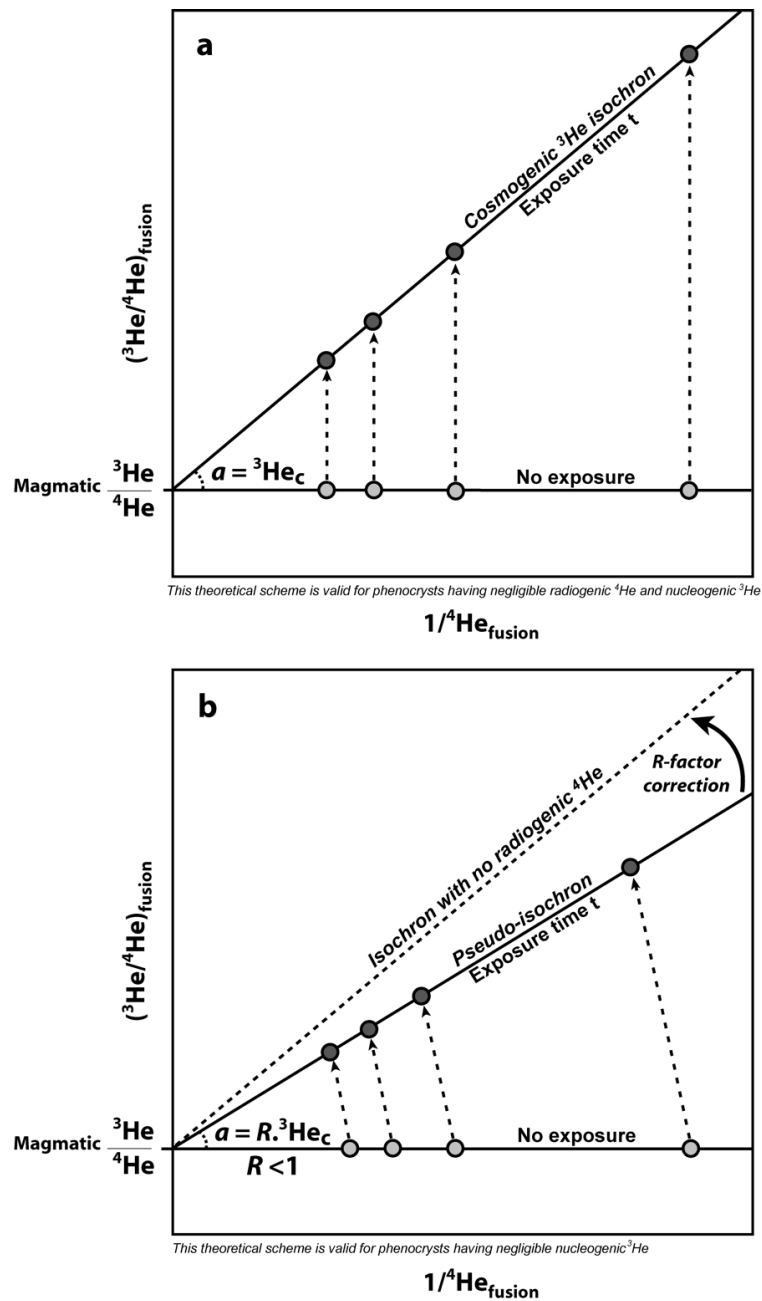 a
Cosmogenic ³He isochron
Exposure time t
(³He/⁴He)fusion
Magmatic ³He
⁴He
a = ³Hec
No exposure
This theoretical scheme is valid for phenocrysts having negligible radiogenic ⁴He and nucleogenic ³He
1/⁴Hefusion
b
R-factor
correction
Isochron with no radiogenic ⁴He
Pseudo-isochron
Exposure time t
(³He/⁴He)fusion
Magmatic ³He
⁴He
a = R.³Hec
R <1
No exposure
This theoretical scheme is valid for phenocrysts having negligible nucleogenic³He
1/⁴Hefusion